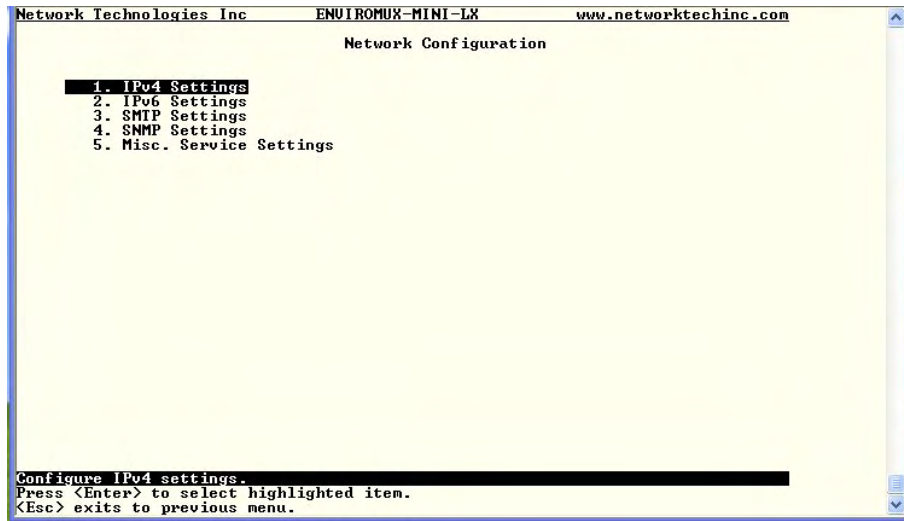 Network Technologies Inc ENVIROMUX-MINI-LX www.networktechinc.com
Network Configuration
1. IPv4 Settings
2. IPv6 Settings
3. SMTP Settings
4. SNMP Settings
5. Misc. Service Settings
Configure IPv4 settings.
Press <Enter> to select highlighted item.
<Esc> exits to previous menu.